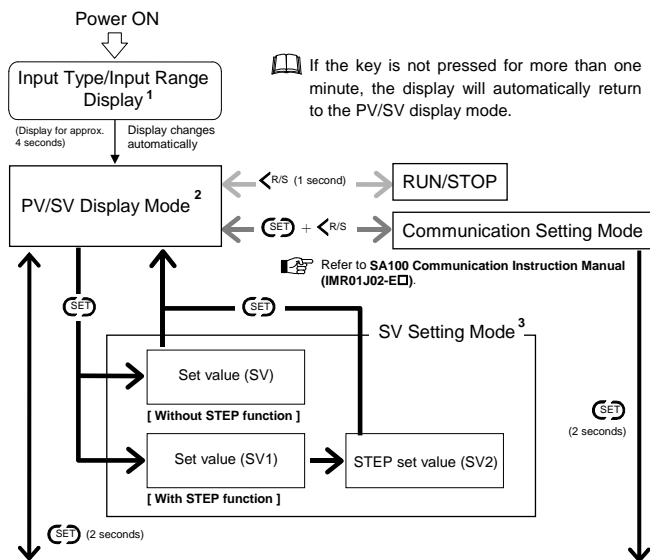 Power ON
Input Type/Input Range
Display 1
If the key is not pressed for more than one
minute, the display will automatically return
to the PV/SV display mode.
(Display for approx.
4 seconds)
Display changes
automatically
PV/SV Display Mode 2
<R/S (1 second)
RUN/STOP
SET + <R/S
Communication Setting Mode
Refer to SA100 Communication Instruction Manual
(IMR01J02-E□).
SET
SET
SV Setting Mode 3
Set value (SV)
[ Without STEP function ]
SET
(2 seconds)
Set value (SV1)
STEP set value (SV2)
[ With STEP function ]
SET (2 seconds)